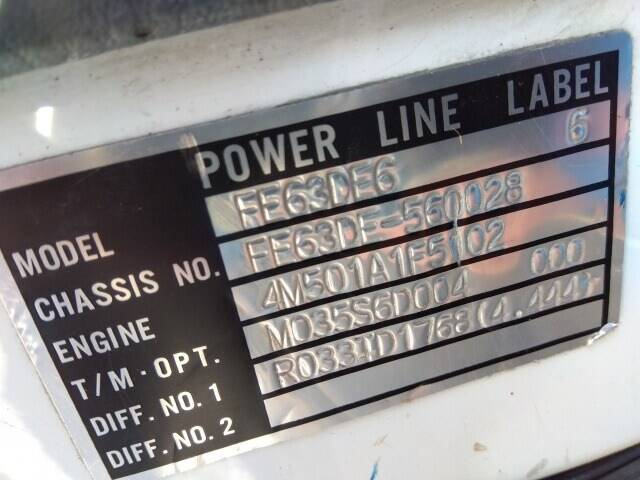 POWER LINE LABEL
MODEL FE63DE6 6
CHASSIS NO. FE63DE-560028
ENGINE 4M501A1F5102
T/M·OPT. M035S6D004 000
DIFF. NO. 1 R033TD1768(4.444)
DIFF. NO. 2